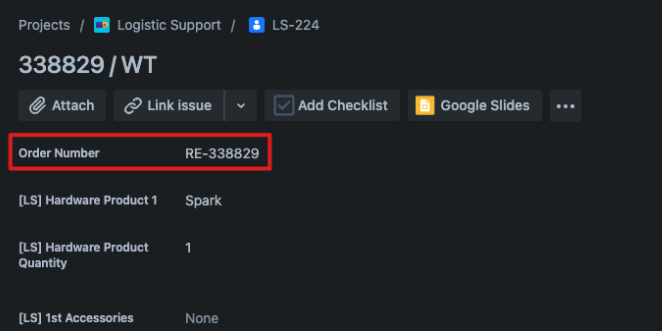 Projects / Logistic Support / LS-224
338829/WT
Attach Link issue Add Checklist Google Slides
Order Number RE-338829
[LS] Hardware Product 1 Spark
[LS] Hardware Product 1
Quantity
[LS] 1st Accessories None